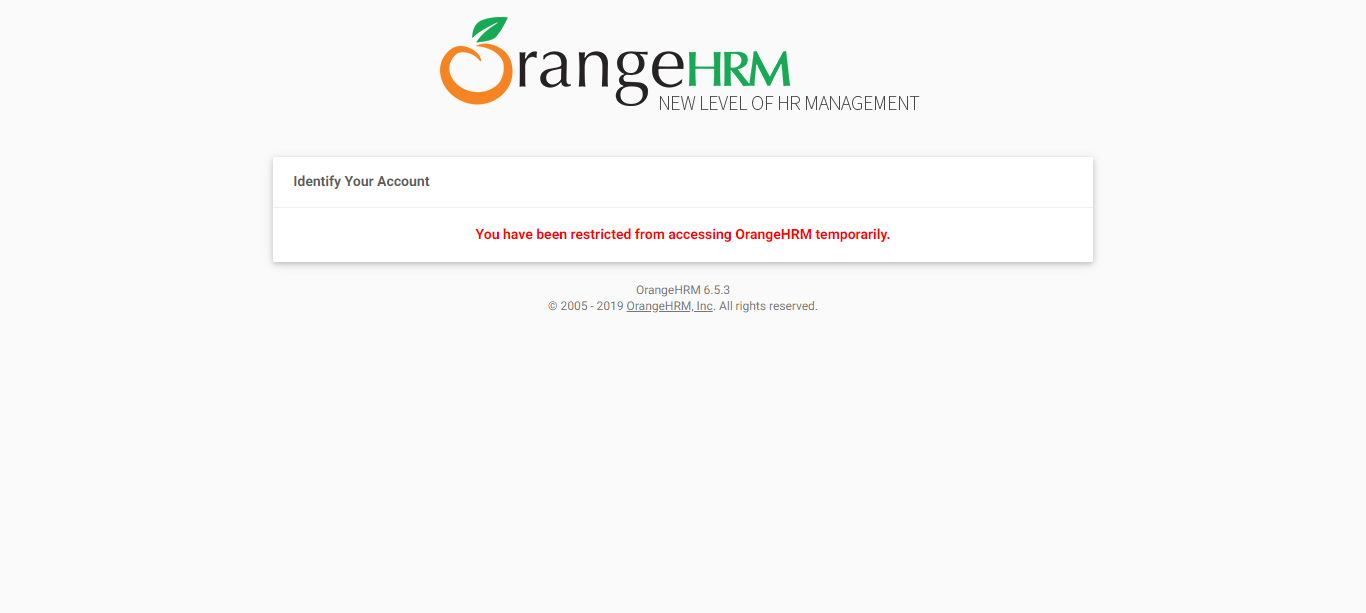 OrangeHRM
NEW LEVEL OF HR MANAGEMENT
Identify Your Account
You have been restricted from accessing OrangeHRM temporarily.
OrangeHRM 6.5.3
© 2005 - 2019 OrangeHRM, Inc. All rights reserved.